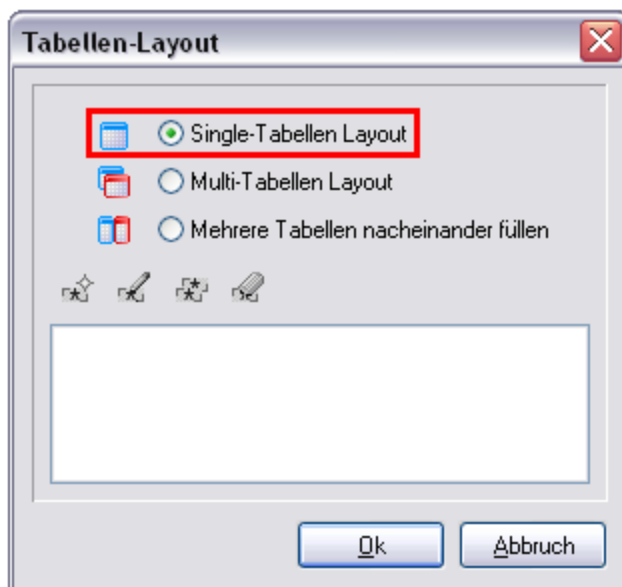 Tabellen-Layout
Single-Tabellen Layout
Multi-Tabellen Layout
Mehrere Tabellen nacheinander füllen
Ok
Abbruch